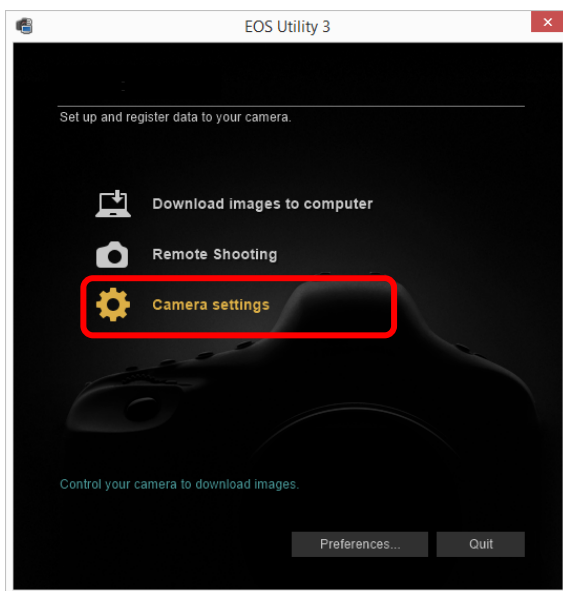 EOS Utility 3
Set up and register data to your camera.
Download images to computer
Remote Shooting
Camera settings
Control your camera to download images.
Preferences... Quit